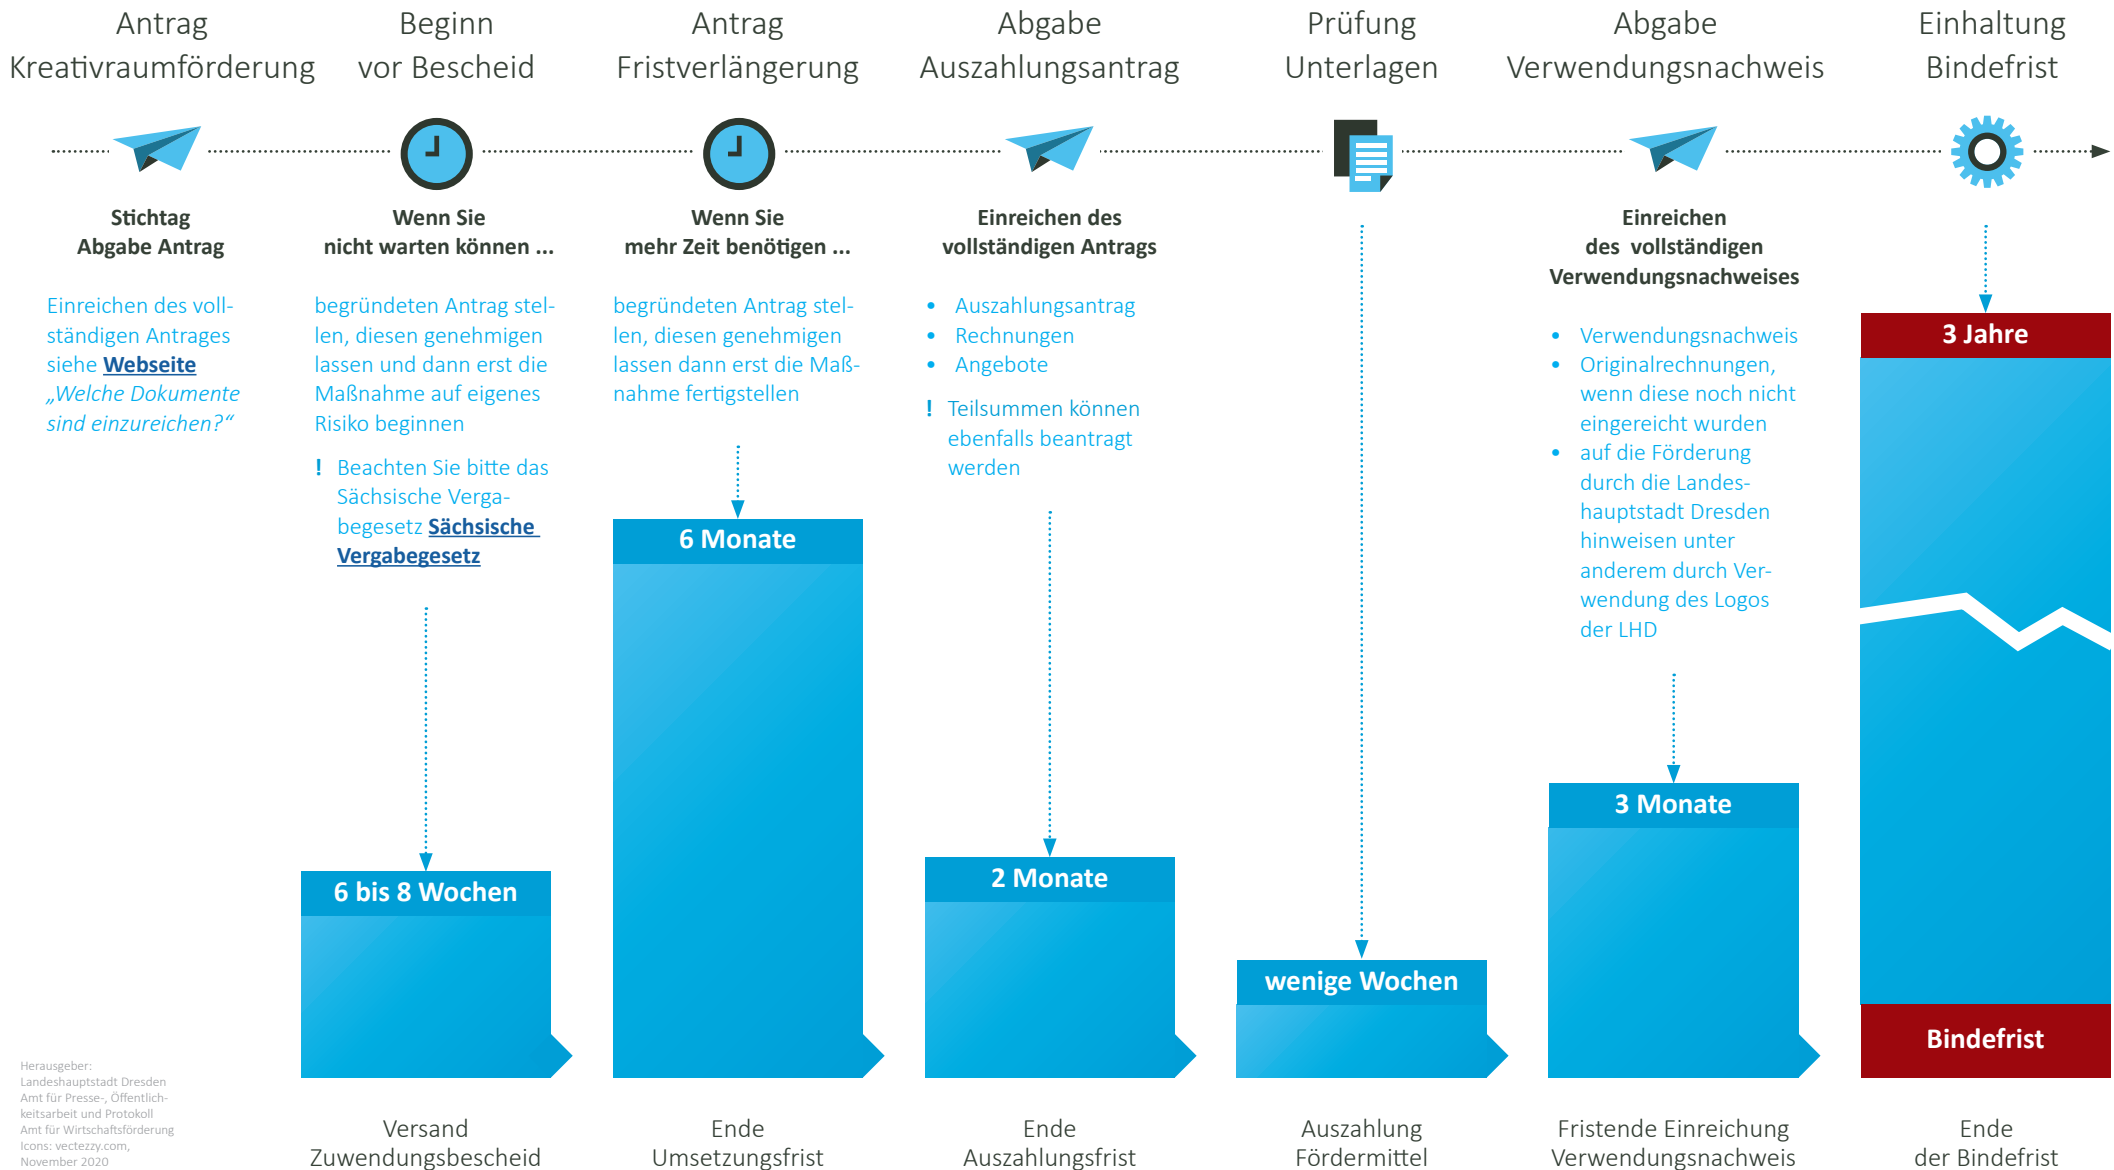 Antrag
Kreativraumförderung
Beginn
vor Bescheid
Antrag
Fristverlängerung
Abgabe
Auszahlungsantrag
Prüfung
Unterlagen
Abgabe
Verwendungsnachweis
Einhaltung
Bindefrist
Stichtag
Abgabe Antrag
Einreichen des voll-
ständigen Antrages
siehe Webseite
„Welche Dokumente
sind einzureichen?“
Wenn Sie
nicht warten können ...
begründeten Antrag stel-
len, diesen genehmigen
lassen und dann erst die
Maßnahme auf eigenes
Risiko beginnen
! Beachten Sie bitte das
Sächsische Verga-
begesetz Sächsische
Vergabegesetz
6 bis 8 Wochen
Versand
Zuwendungsbescheid
Wenn Sie
mehr Zeit benötigen ...
begründeten Antrag stel-
len, diesen genehmigen
lassen dann erst die Maß-
nahme fertigstellen
6 Monate
Ende
Umsetzungsfrist
Einreichen des
vollständigen Antrags
• Auszahlungsantrag
• Rechnungen
• Angebote
! Teilsummen können
ebenfalls beantragt
werden
2 Monate
Ende
Auszahlungsfrist
wenige Wochen
Auszahlung
Fördermittel
Einreichen
des vollständigen
Verwendungsnachweises
• Verwendungsnachweis
• Originalrechnungen,
wenn diese noch nicht
eingereicht wurden
• auf die Förderung
durch die Landes-
hauptstadt Dresden
hinweisen unter
anderem durch Ver-
wendung des Logos
der LHD
3 Monate
Fristende Einreichung
Verwendungsnachweis
3 Jahre
Bindefrist
Ende
der Bindefrist
Herausgeber:
Landeshauptstadt Dresden
Amt für Presse-, Öffentlich-
keitsarbeit und Protokoll
Amt für Wirtschaftsförderung
Icons: vectezzy.com,
November 2020